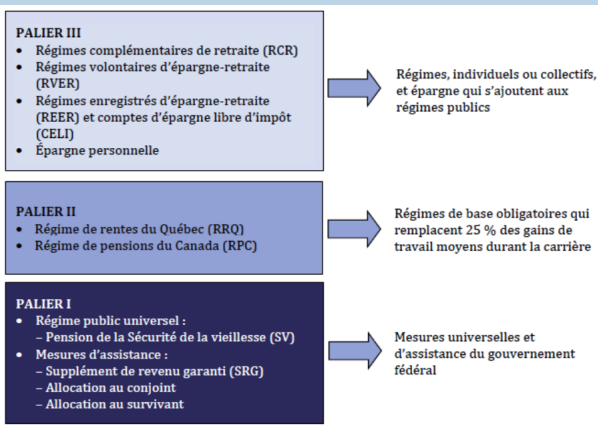 PALIER III
• Régimes complémentaires de retraite (RCR)
• Régimes volontaires d'épargne-retraite
(RVER)
• Régimes enregistrés d'épargne-retraite
(REER) et comptes d'épargne libre d'impôt
(CELI)
• Épargne personnelle
Régimes, individuels ou collectifs,
et épargne qui s'ajoutent aux
régimes publics
PALIER II
• Régime de rentes du Québec (RRQ)
• Régime de pensions du Canada (RPC)
Régimes de base obligatoires qui
remplacent 25 % des gains de
travail moyens durant la carrière
PALIER I
• Régime public universel :
– Pension de la Sécurité de la vieillesse (SV)
• Mesures d'assistance :
– Supplément de revenu garanti (SRG)
– Allocation au conjoint
– Allocation au survivant
Mesures universelles et
d'assistance du gouvernement
fédéral